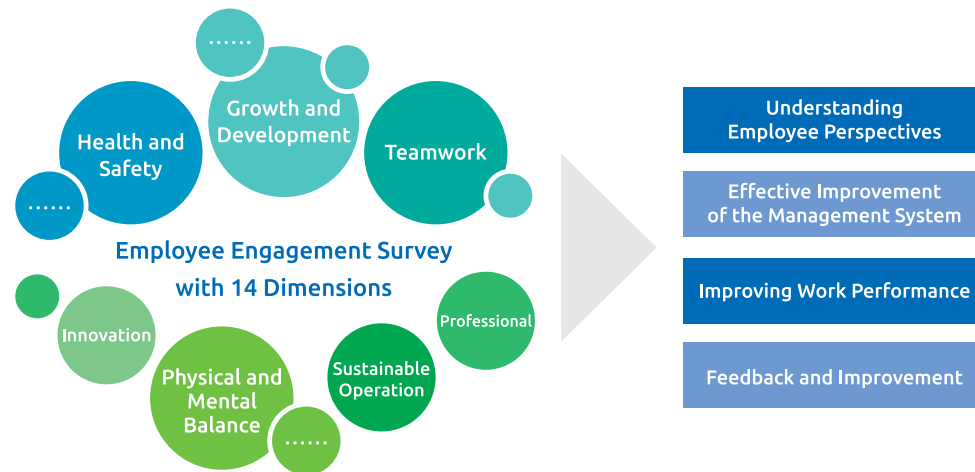 ......
Growth and
Development
Health and
Safety
Teamwork
......
Employee Engagement Survey
with 14 Dimensions
Innovation
Professional
Physical and
Mental
Balance
Sustainable
Operation
......
Understanding
Employee Perspectives
Effective Improvement
of the Management System
Improving Work Performance
Feedback and Improvement